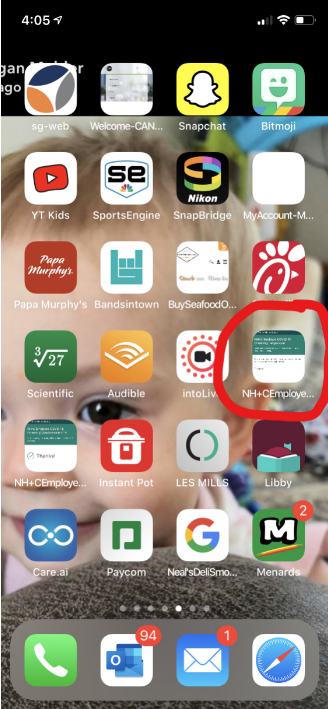 4:05
gan M
der
ago
sg-web Welcome-CAN... Snapchat Bitmoji
se
Nikon
YT Kids SportsEngine SnapBridge MyAccount-M...
Papa
Murphy's
Papa Murphy's Bandsintown BuySeafoodO...
3√27
Scientific Audible intoLiv NH+CEmploye...
Thanks!
NH+CEmploye... Instant Pot LES MILLS Libby
G
M
2
Care.ai Paycom Neal'sDeliSmo... Menards
94
1